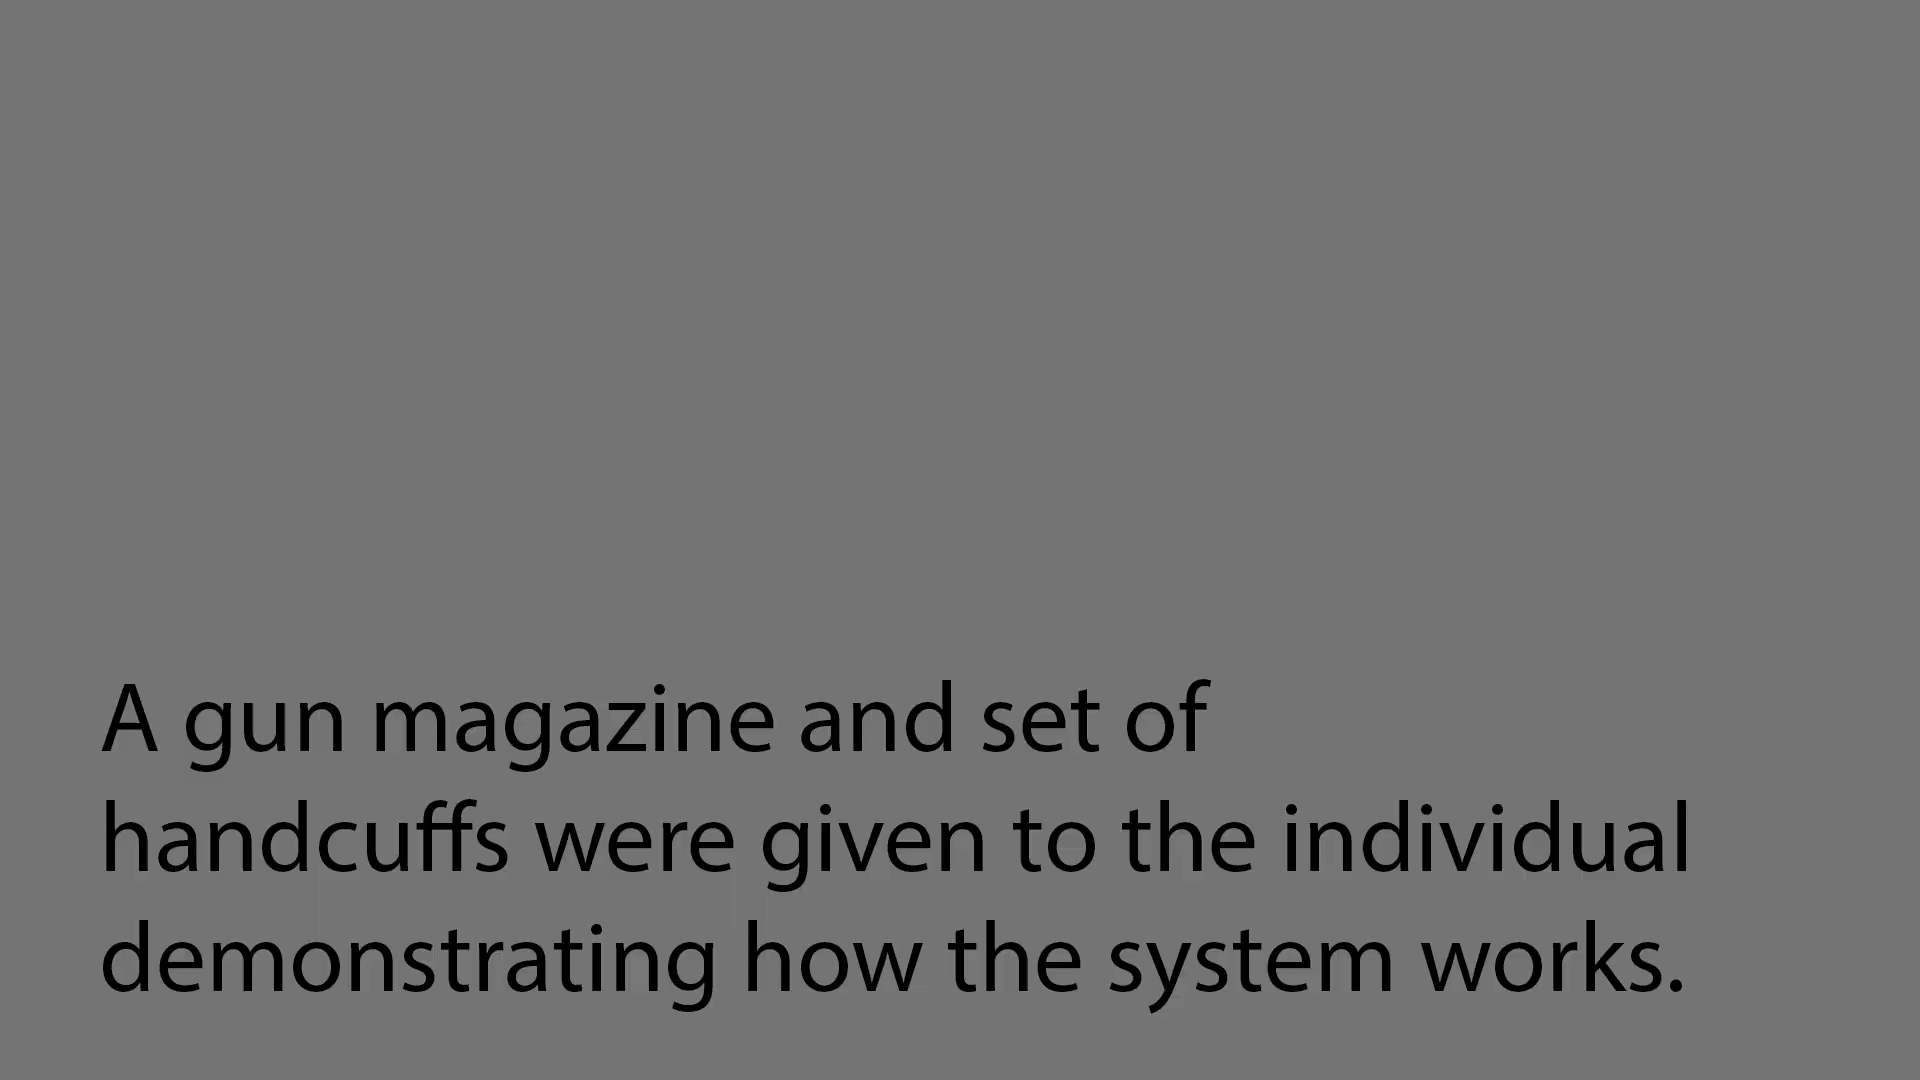 A gun magazine and set of
handcuffs were given to the individual
demonstrating how the system works.